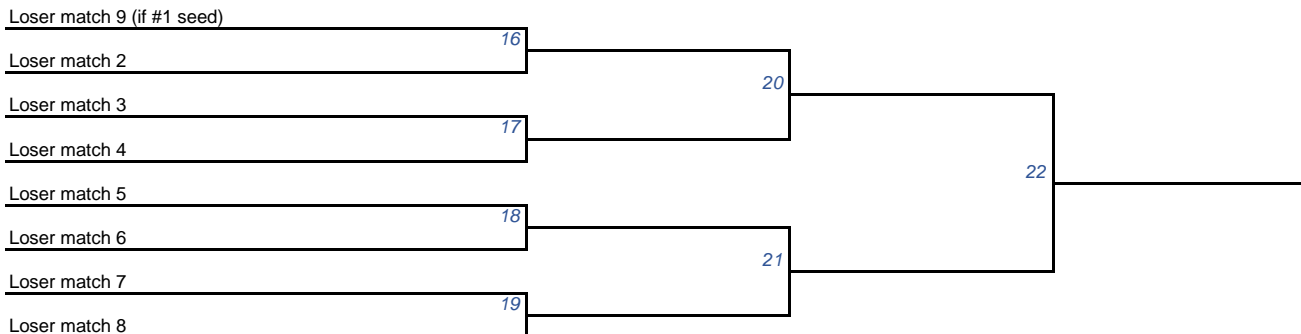 Loser match 9 (if #1 seed)
16
Loser match 2
20
Loser match 3
17
Loser match 4
22
Loser match 5
18
Loser match 6
21
Loser match 7
19
Loser match 8